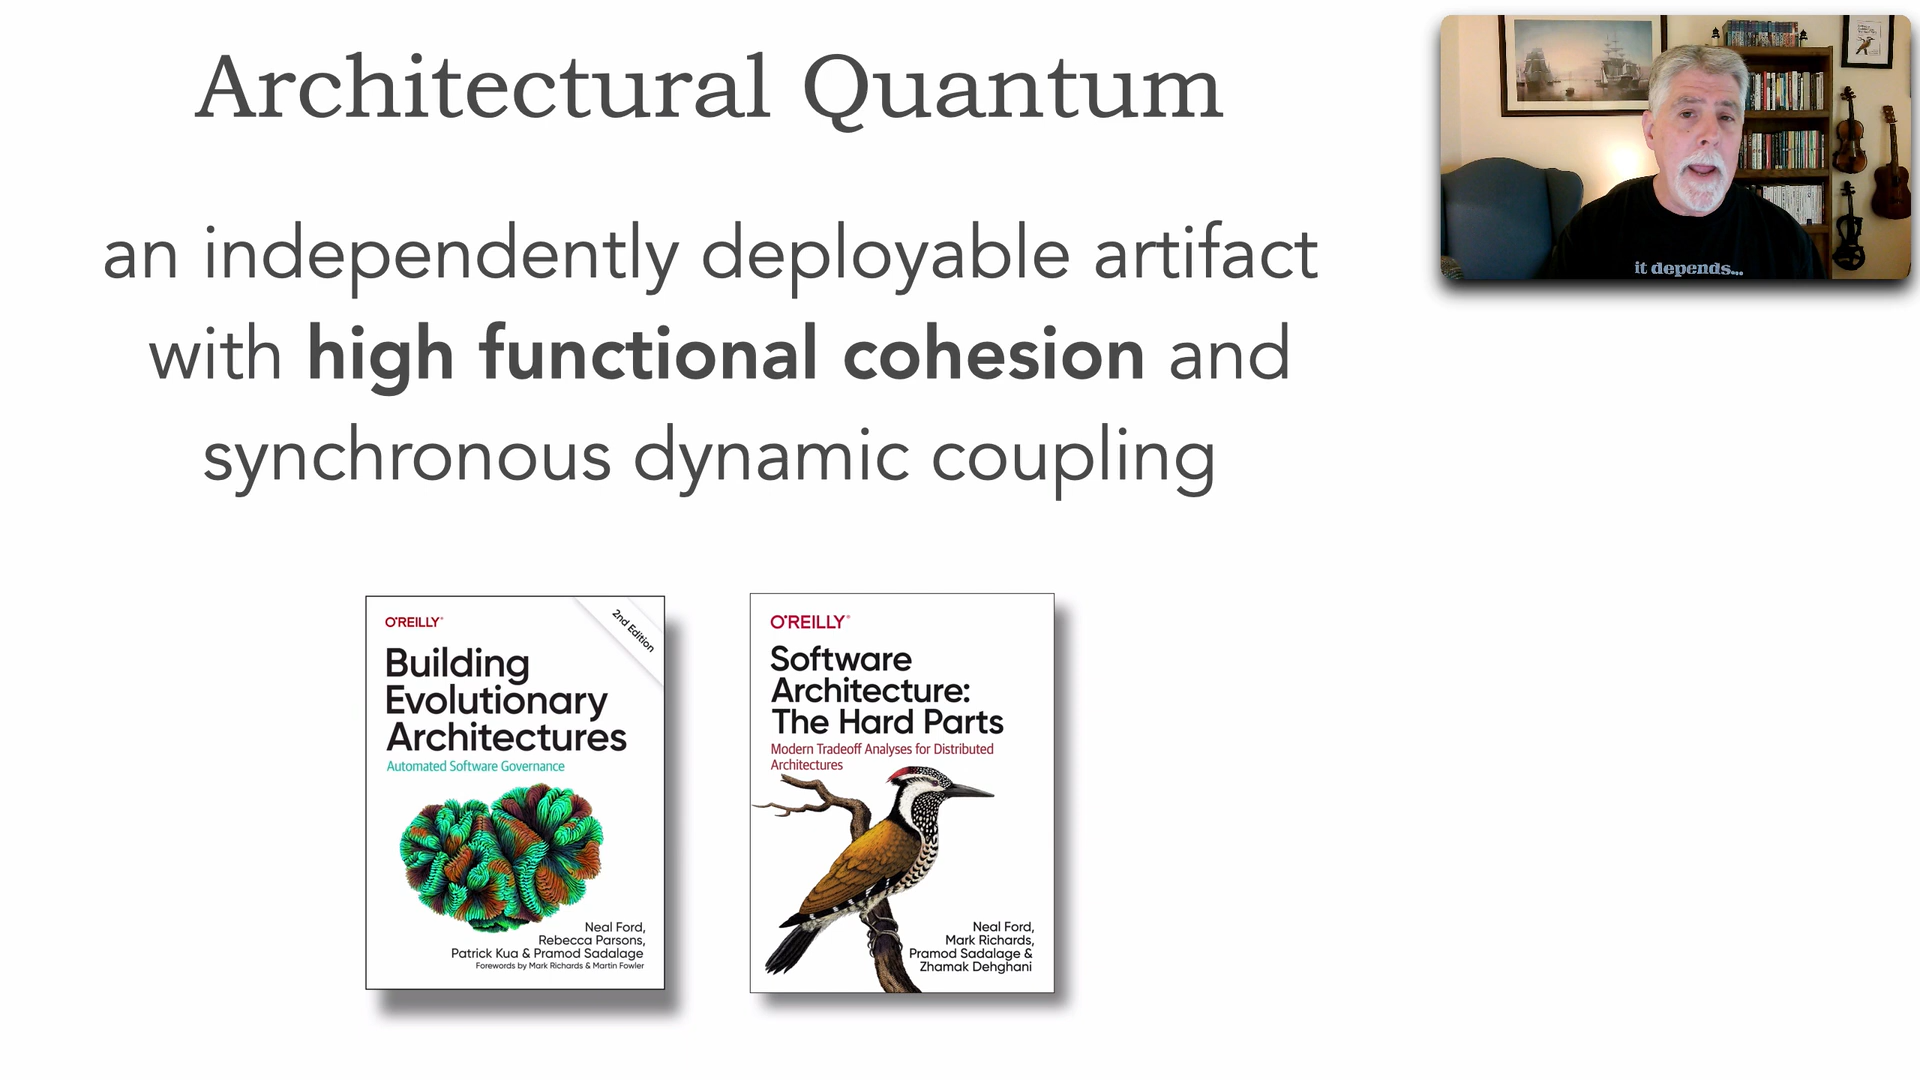 Architectural Quantum
an independently deployable artifact
with high functional cohesion and
synchronous dynamic coupling
it depends...
O'REILLY®
2nd Edition
Building
Evolutionary
Architectures
Automated Software Governance
Neal Ford,
Rebecca Parsons,
Patrick Kua & Pramod Sadalage
Forewords by Mark Richards & Martin Fowler
O'REILLY®
Software
Architecture:
The Hard Parts
Modern Tradeoff Analyses for Distributed
Architectures
Neal Ford,
Mark Richards,
Pramod Sadalage &
Zhamak Dehghani